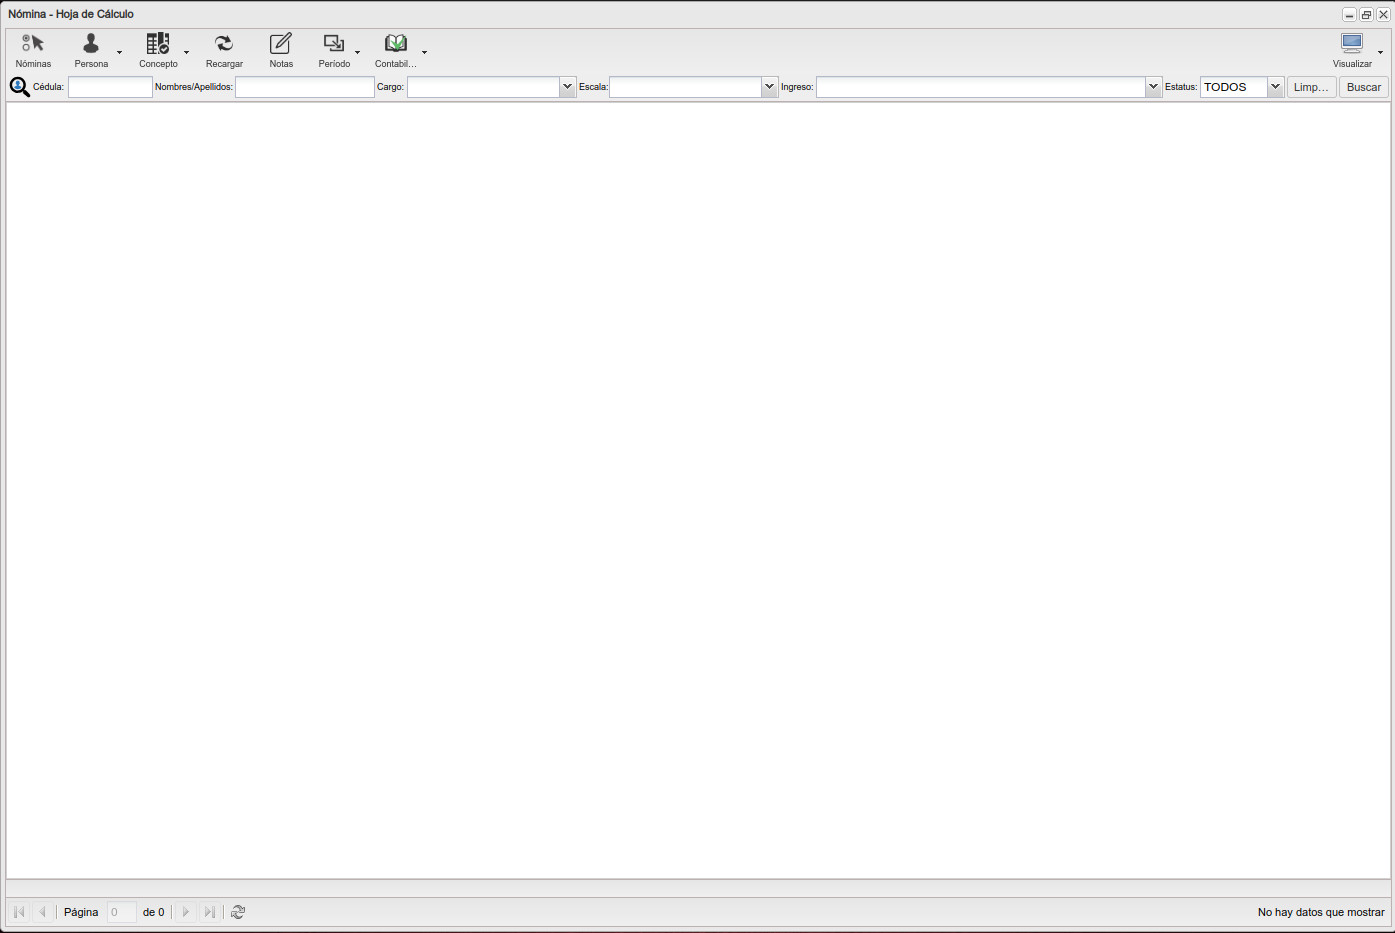 Nómina - Hoja de Cálculo
Nóminas Persona Concepto Recargar Notas Período Contabil... Visualizar
Cédula: Nombres/Apellidos: Cargo: Escala: Ingreso: Estatus: TODOS Limp... Buscar
Página 0 de 0 No hay datos que mostrar